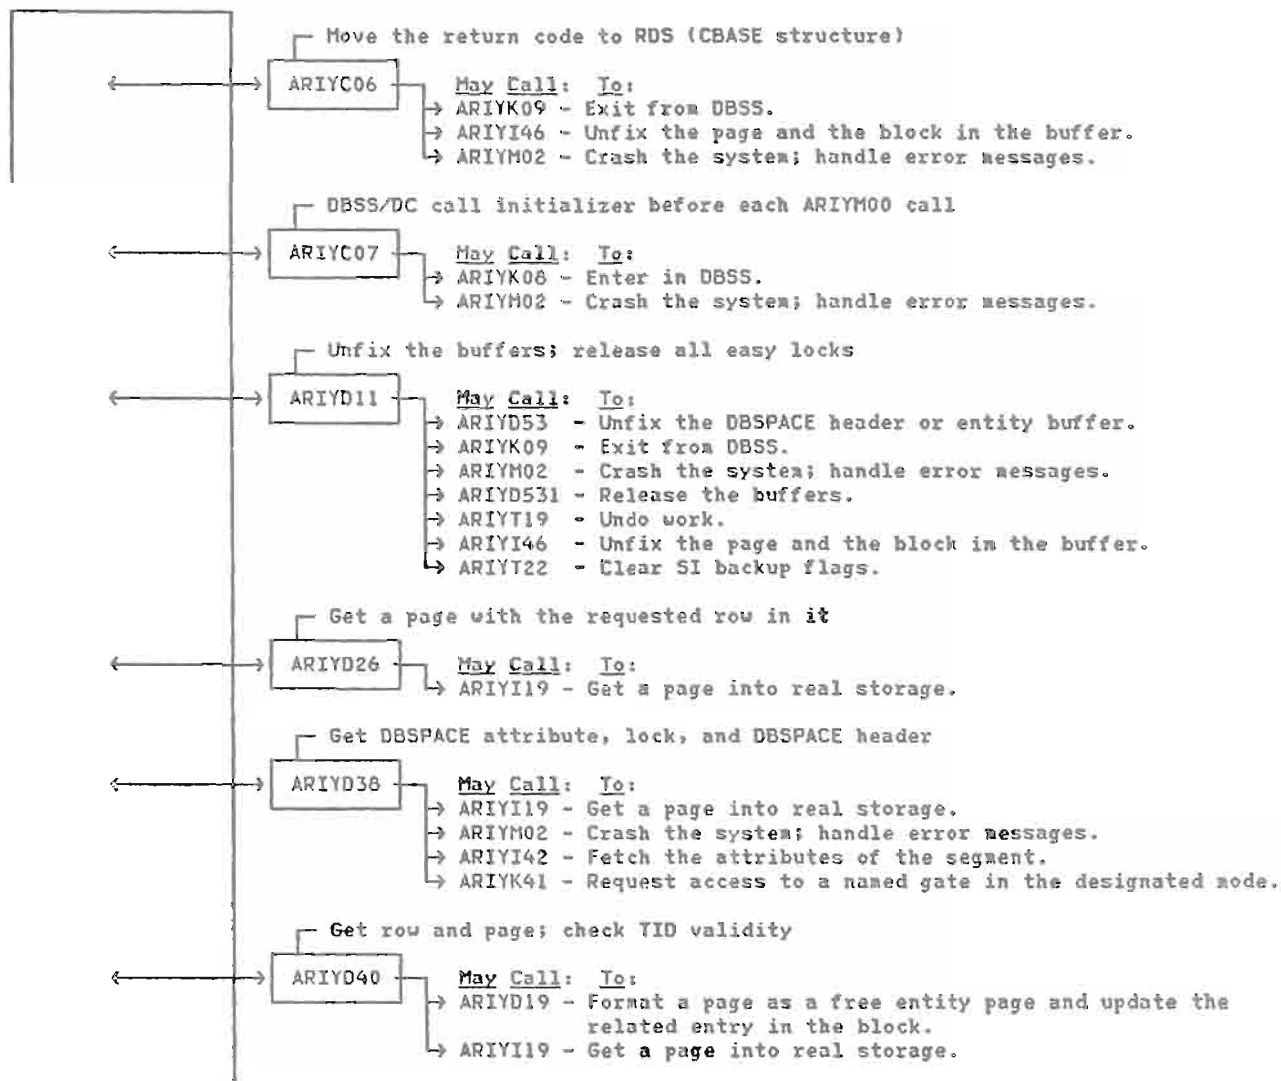 Move the return code to RDS (CBASE structure)
ARIYC06
May Call: To:
ARIYK09 - Exit from DBSS.
ARIYI46 - Unfix the page and the block in the buffer.
ARIYM02 - Crash the system; handle error messages.
DBSS/DC call initializer before each ARIYM00 call
ARIYC07
May Call: To:
ARIYK08 - Enter in DBSS.
ARIYM02 - Crash the system; handle error messages.
Unfix the buffers; release all easy locks
ARIYD11
May Call: To:
ARIYD53 - Unfix the DBSPACE header or entity buffer.
ARIYK09 - Exit from DBSS.
ARIYM02 - Crash the system; handle error messages.
ARIYD531 - Release the buffers.
ARIYT19 - Undo work.
ARIYI46 - Unfix the page and the block in the buffer.
ARIYT22 - Clear SI backup flags.
Get a page with the requested row in it
ARIYD26
May Call: To:
ARIYI19 - Get a page into real storage.
Get DBSPACE attribute, lock, and DBSPACE header
ARIYD38
May Call: To:
ARIYI19 - Get a page into real storage.
ARIYM02 - Crash the system; handle error messages.
ARIYI42 - Fetch the attributes of the segment.
ARIYK41 - Request access to a named gate in the designated mode.
Get row and page; check TID validity
ARIYD40
May Call: To:
ARIYD19 - Format a page as a free entity page and update the
related entry in the block.
ARIYI19 - Get a page into real storage.